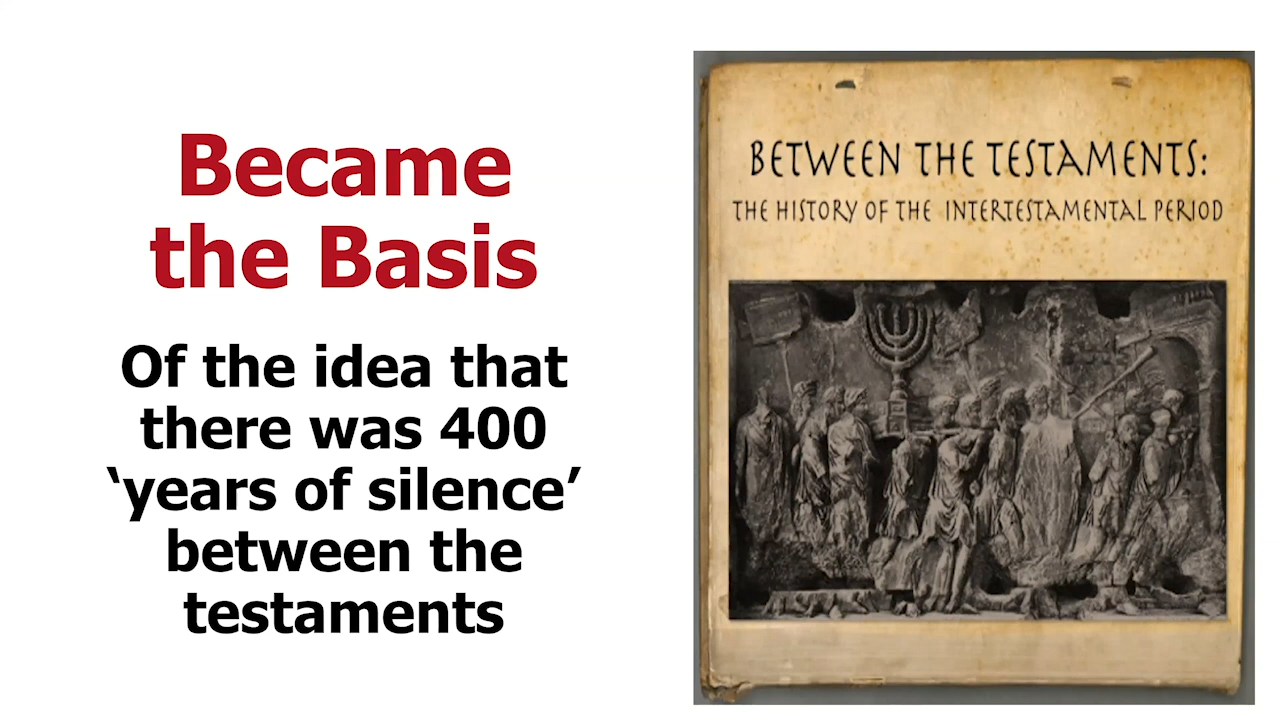 Became
the Basis
Of the idea that
there was 400
‘years of silence’
between the
testaments
BETWEEN THE TESTAMENTS:
THE HISTORY OF THE INTERTESTAMENTAL PERIOD